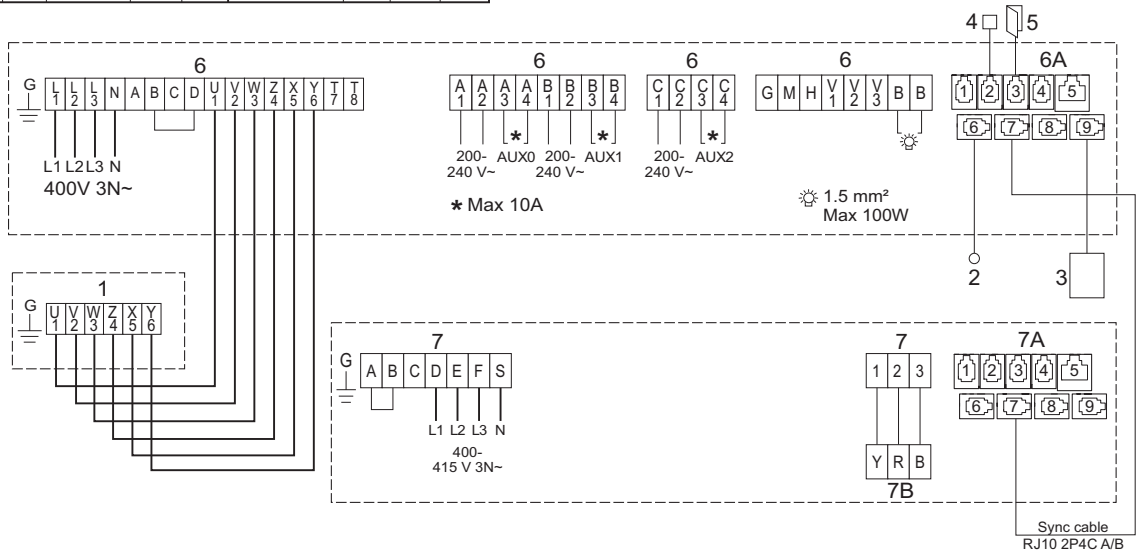 4 5
6 6 6 6 6A
G L1 L2 L3 N A B C D U1 V2 W3 Z4 X5 Y6 T7 T8
A1 A2 A3 A4 B1 B2 B3 B4
C1 C2 C3 C4
G M H V1 V2 V3 B B
1 2 3 4 5
6 7 8 9
L1 L2 L3 N
400V 3N~
* *
200-240 V~ AUX0 200-240 V~ AUX1
*
200-240 V~ AUX2
* Max 10A
1.5 mm²
Max 100W
2 3
1
G U1 V2 W3 Z4 X5 Y6
7 7 7A
G A B C D E F S
1 2 3
1 2 3 4 5
6 7 8 9
L1 L2 L3 N
400-
415 V 3N~
Y R B
7B
Sync cable
RJ10 2P4C A/B